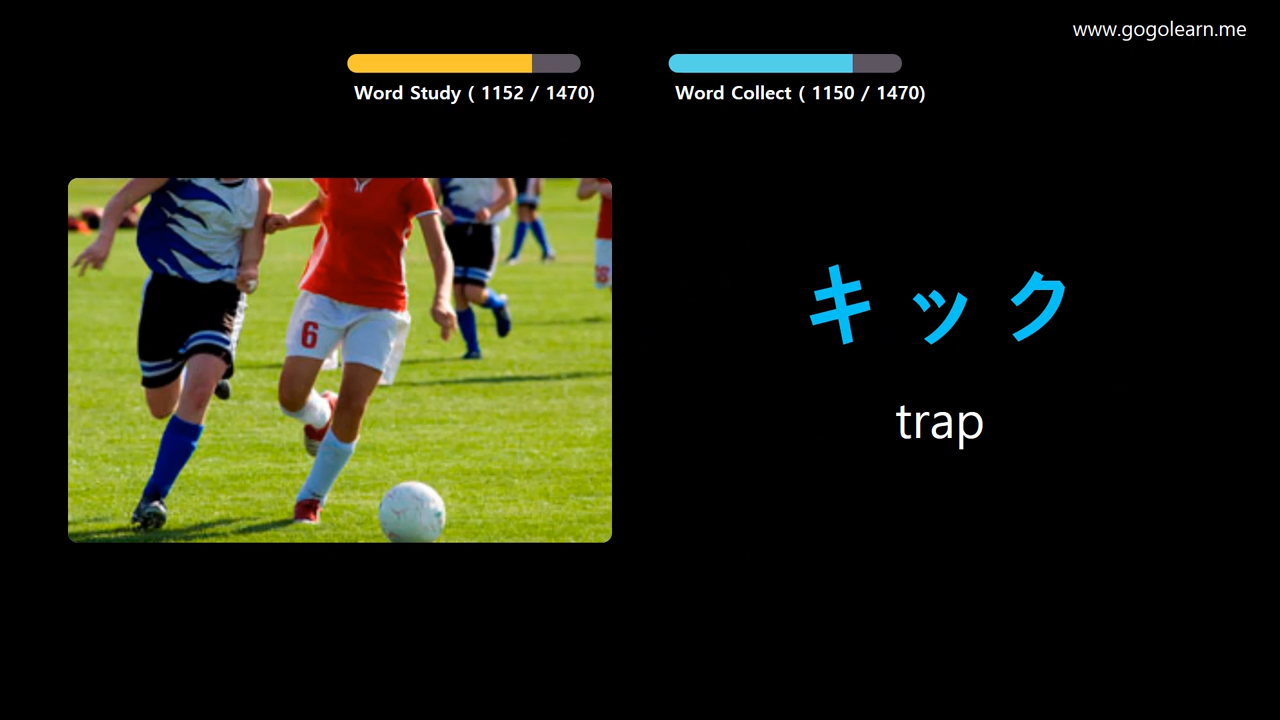 www.gogolearn.me
Word Study ( 1152 / 1470)
Word Collect ( 1150 / 1470)
6
キック
trap